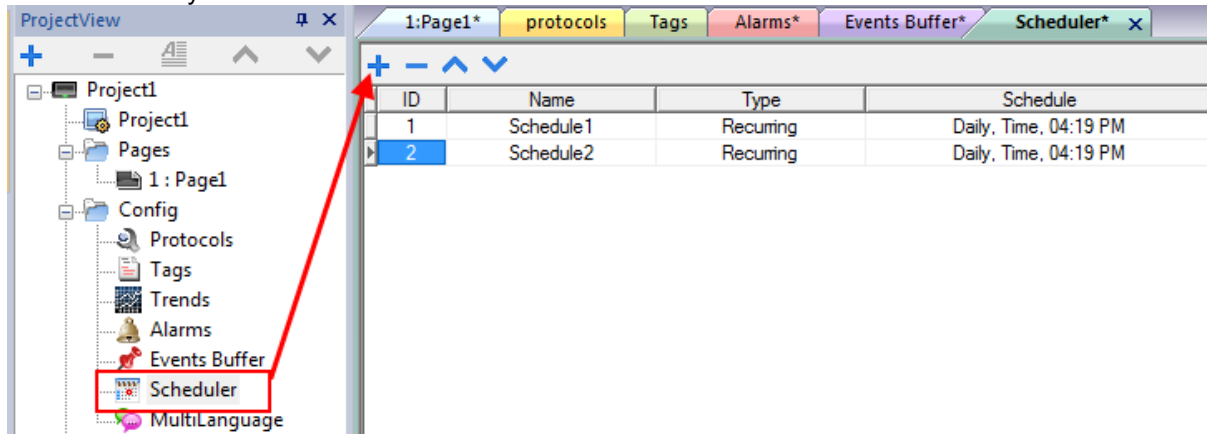 ProjectView
1:Page1* protocols Tags Alarms* Events Buffer* Scheduler*
Project1
Project1
Pages
1 : Page1
Config
Protocols
Tags
Trends
Alarms
Events Buffer
Scheduler
MultiLanguage
ID Name Type Schedule
1 Schedule1 Recurring Daily, Time, 04:19 PM
2 Schedule2 Recurring Daily, Time, 04:19 PM